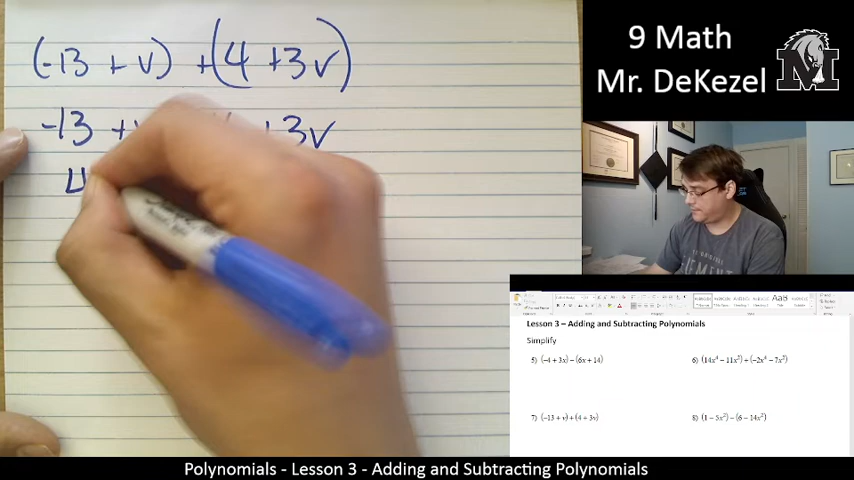 (-13 + v) + (4 + 3v)
-13 + 3v
4
9 Math
Mr. DeKezel
M
Lesson 3 – Adding and Subtracting Polynomials
Simplify
5) (-4 + 3x) – (6x + 14)
6) (14x⁴ – 11x²) + (-2x⁴ – 7x²)
7) (-13 + v) + (4 + 3v)
8) (1 – 5x²) – (6 – 14x²)
Polynomials - Lesson 3 - Adding and Subtracting Polynomials